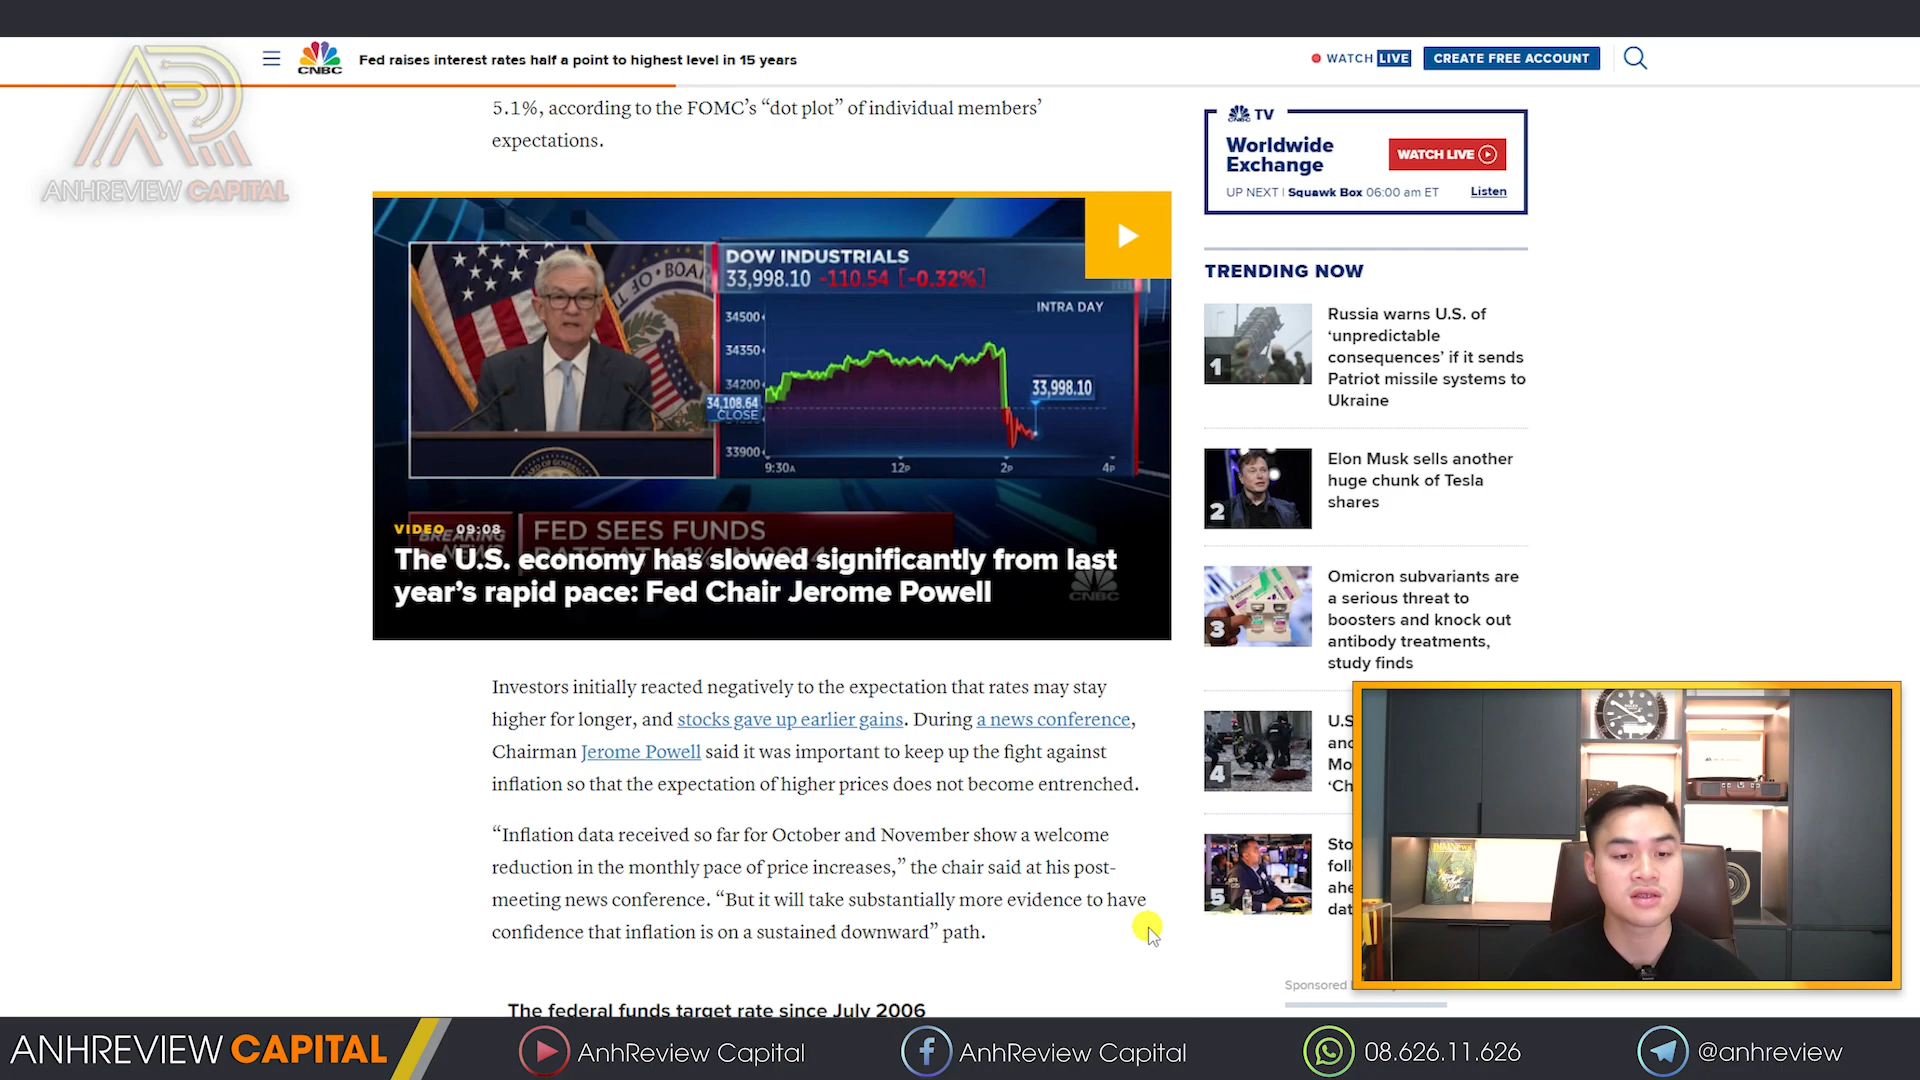 ANHREVIEW CAPITAL
CNBC
Fed raises interest rates half a point to highest level in 15 years
WATCH LIVE
CREATE FREE ACCOUNT
5.1%, according to the FOMC’s “dot plot” of individual members’
expectations.
DOW INDUSTRIALS
33,998.10 -110.54 [-0.32%]
INTRA DAY
34500
34350
34200
33,998.10
34,108.64
CLOSE
33900
9:30A 12P 2P 4P
BOA
VIDEO 09:08
BREAKING
FED SEES FUNDS
The U.S. economy has slowed significantly from last
year’s rapid pace: Fed Chair Jerome Powell
CNBC
Investors initially reacted negatively to the expectation that rates may stay
higher for longer, and stocks gave up earlier gains. During a news conference,
Chairman Jerome Powell said it was important to keep up the fight against
inflation so that the expectation of higher prices does not become entrenched.
“Inflation data received so far for October and November show a welcome
reduction in the monthly pace of price increases,” the chair said at his post-
meeting news conference. “But it will take substantially more evidence to have
confidence that inflation is on a sustained downward” path.
The federal funds target rate since July 2006
TV
Worldwide
Exchange
WATCH LIVE
UP NEXT | Squawk Box 06:00 am ET
Listen
TRENDING NOW
1
Russia warns U.S. of
‘unpredictable
consequences’ if it sends
Patriot missile systems to
Ukraine
2
Elon Musk sells another
huge chunk of Tesla
shares
3
Omicron subvariants are
a serious threat to
boosters and knock out
antibody treatments,
study finds
4
U.S
and
Mo
‘Ch
5
Sto
foll
ahe
dat
Sponsored
ANHREVIEW CAPITAL
AnhReview Capital
AnhReview Capital
08.626.11.626
@anhreview